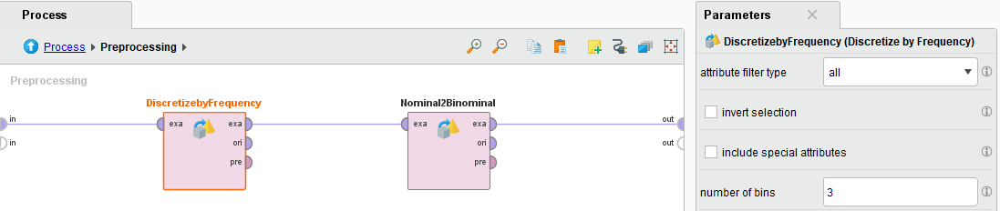 Process
Process Preprocessing
Preprocessing
DiscretizebyFrequency
Nominal2Binominal
in
exa
exa
exa
exa
out
in
ori
ori
out
pre
pre
Parameters
DiscretizebyFrequency (Discretize by Frequency)
attribute filter type all
invert selection
include special attributes
number of bins 3